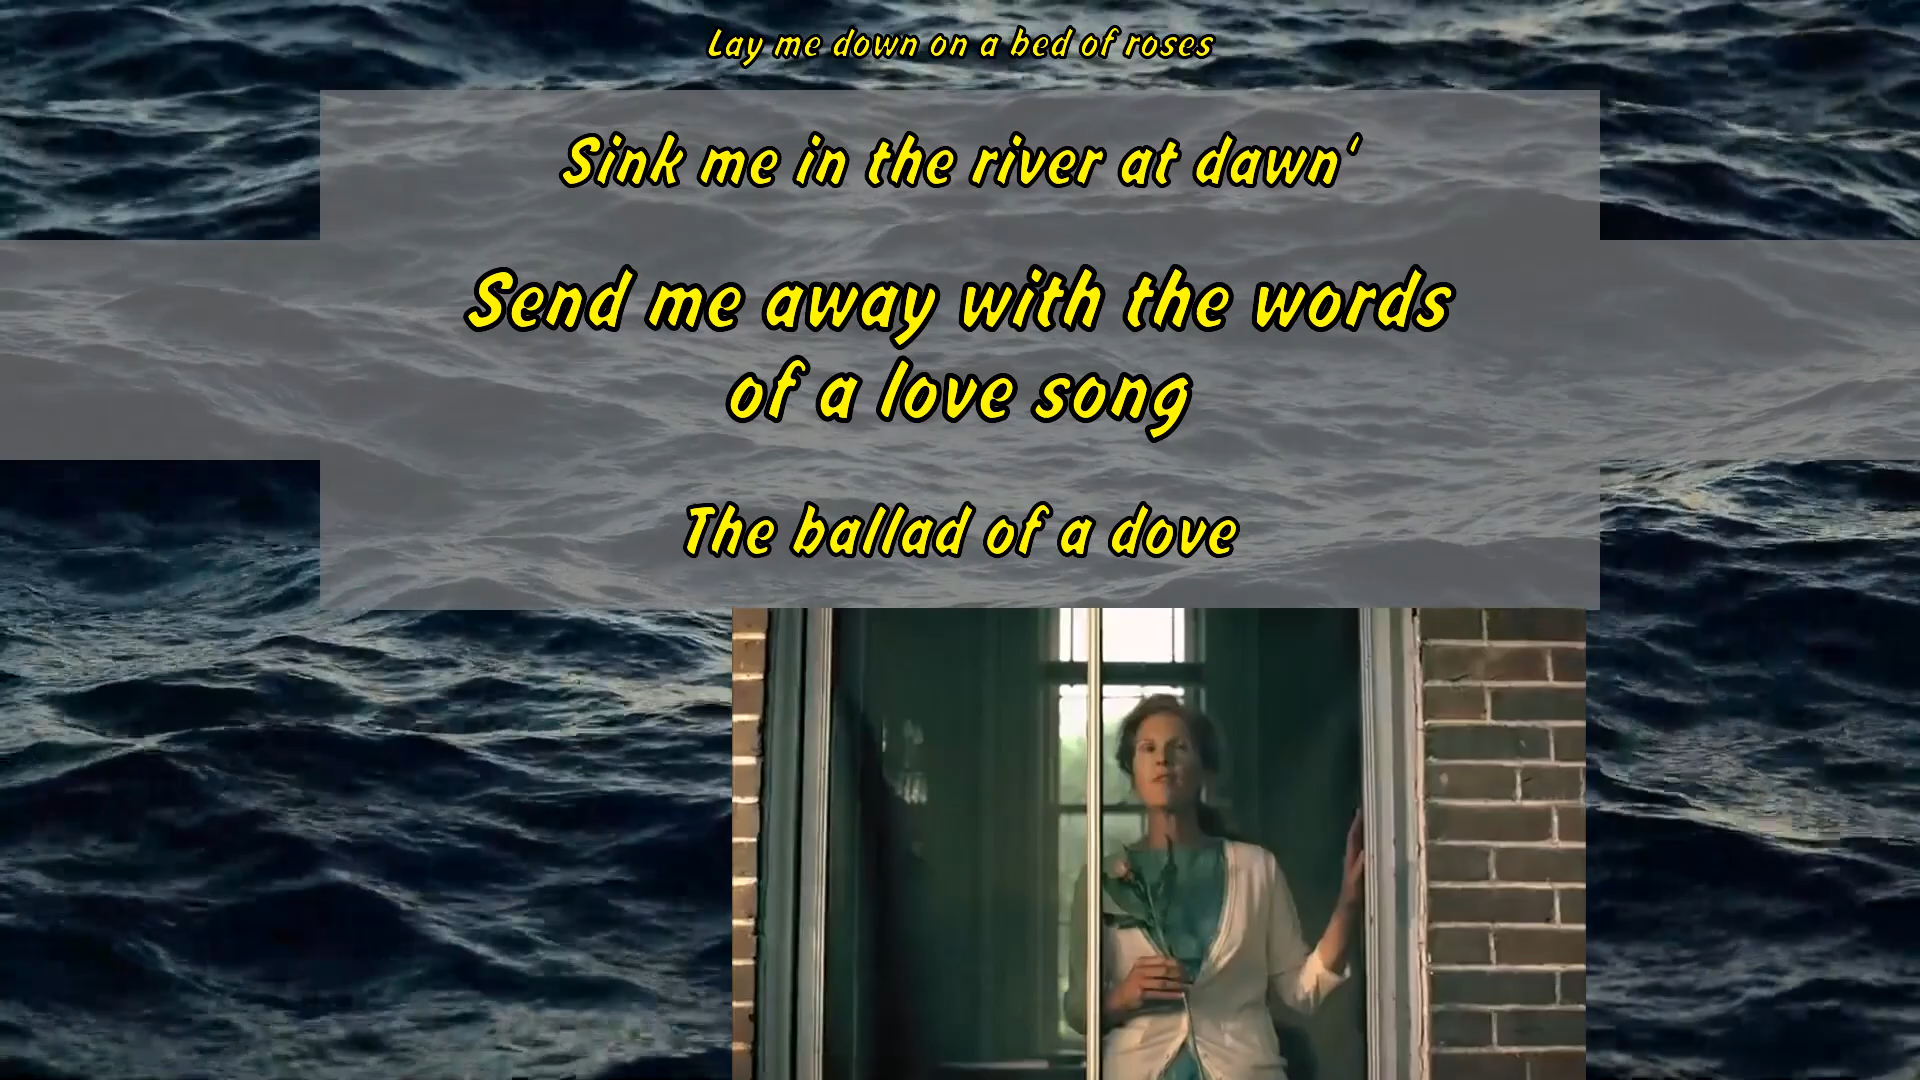 Lay me down on a bed of roses
Sink me in the river at dawn'
Send me away with the words
of a love song
The ballad of a dove